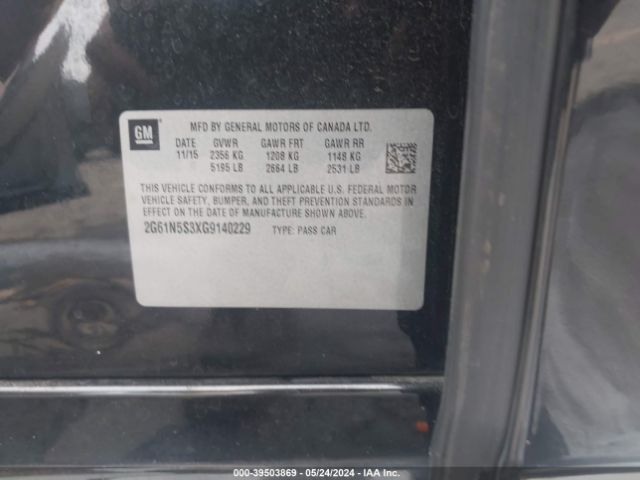 GM
MFD BY GENERAL MOTORS OF CANADA LTD.
DATE GVWR GAWR FRT GAWR RR
11/15 2356 KG 1208 KG 1148 KG
5195 LB 2664 LB 2531 LB
THIS VEHICLE CONFORMS TO ALL APPLICABLE U.S. FEDERAL MOTOR
VEHICLE SAFETY, BUMPER, AND THEFT PREVENTION STANDARDS
IN EFFECT ON THE DATE OF MANUFACTURE SHOWN ABOVE.
2G61N5S3XG9140229 TYPE: PASS CAR
000-39503869 - 05/24/2024 - IAA Inc.